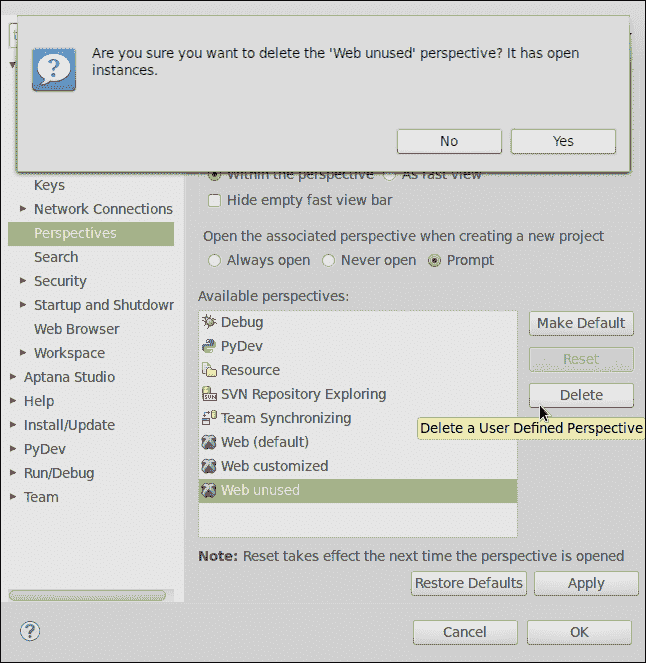 Are you sure you want to delete the 'Web unused' perspective? It has open
instances.
No
Yes
Keys
Network Connections
Perspectives
Search
Security
Startup and Shutdowr
Web Browser
Workspace
Aptana Studio
Help
Install/Update
PyDev
Run/Debug
Team
Within the perspective
As fast view
Hide empty fast view bar
Open the associated perspective when creating a new project
Always open
Never open
Prompt
Available perspectives:
Debug
PyDev
Resource
SVN Repository Exploring
Team Synchronizing
Web (default)
Web customized
Web unused
Make Default
Reset
Delete
Delete a User Defined Perspective
Note: Reset takes effect the next time the perspective is opened
Restore Defaults
Apply
Cancel
OK